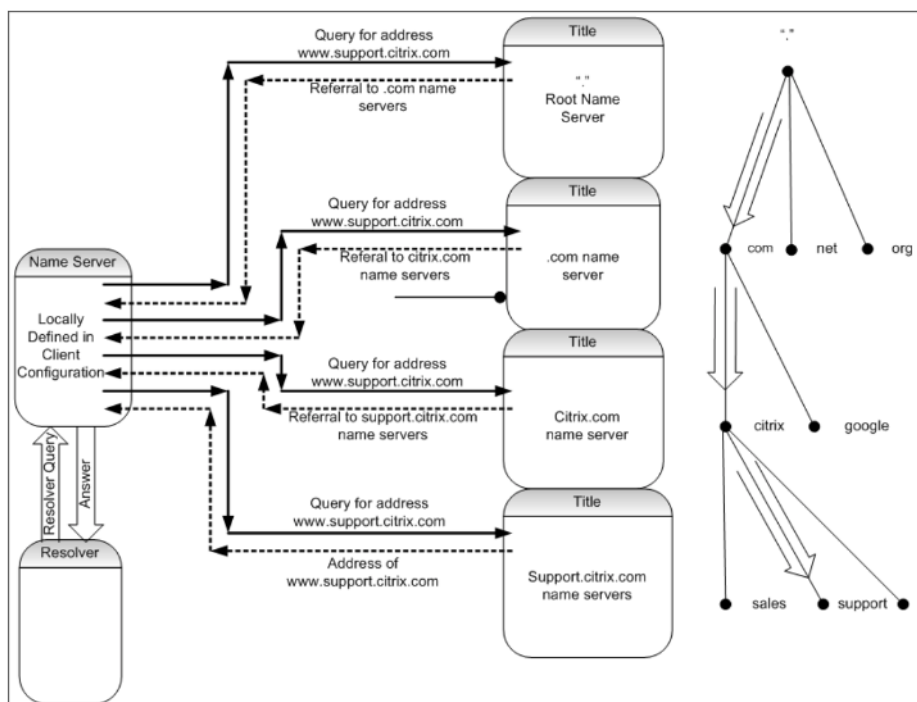 Query for address
www.support.citrix.com
Referral to .com name
servers
Title
“.”
Root Name
Server
“.”
Query for address
www.support.citrix.com
Referal to citrix.com
name servers
Title
.com name
server
com
net
org
Name Server
Locally
Defined in
Client
Configuration
Query for address
www.support.citrix.com
Referral to support.citrix.com
name servers
Title
Citrix.com
name server
citrix
google
Resolver Query
Answer
Query for address
www.support.citrix.com
Address of
www.support.citrix.com
Title
Support.citrix.com
name servers
sales
support
Resolver